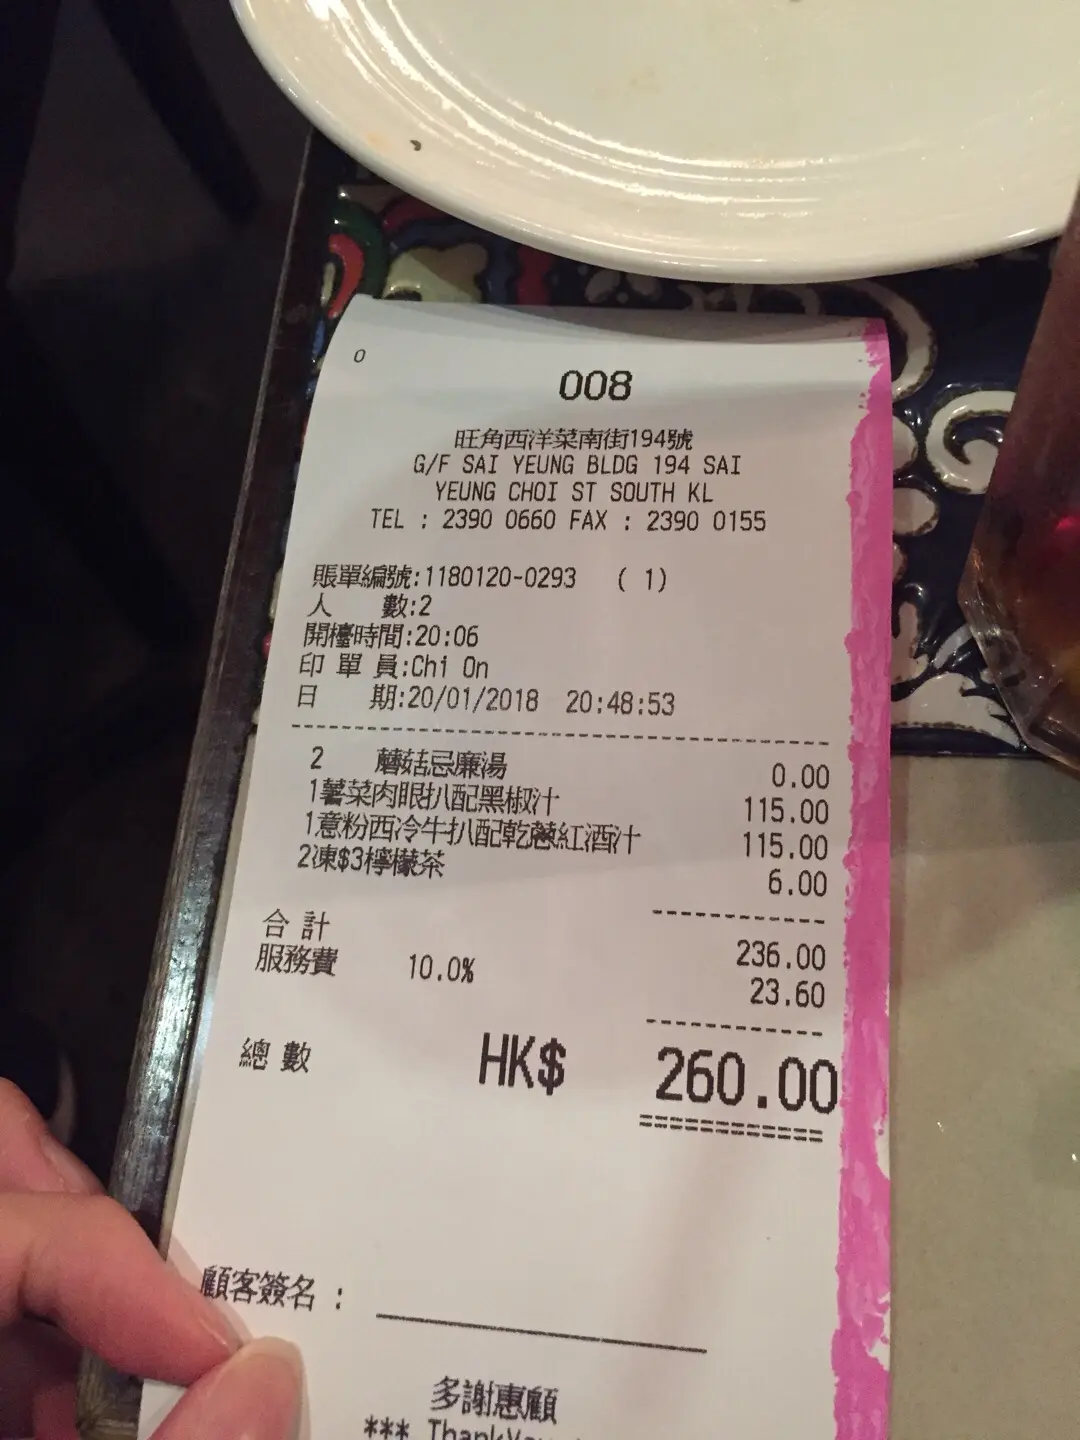 0
008
旺角西洋菜南街194號
G/F SAI YEUNG BLDG 194 SAI
YEUNG CHOI ST SOUTH KL
TEL : 2390 0660 FAX : 2390 0155
賬單編號:1180120-0293 ( 1)
人 數:2
開檯時間:20:06
印 單 員:Chi On
日 期:20/01/2018 20:48:53
2 蘑菇忌廉湯 0.00
1薯菜肉眼扒配黑椒汁 115.00
1意粉西冷牛扒配乾蔥紅酒汁 115.00
2凍$3檸檬茶 6.00
合 計 236.00
服務費 10.0% 23.60
總 數 HK$ 260.00
顧客簽名 :
多謝惠顧
*** ThankYou